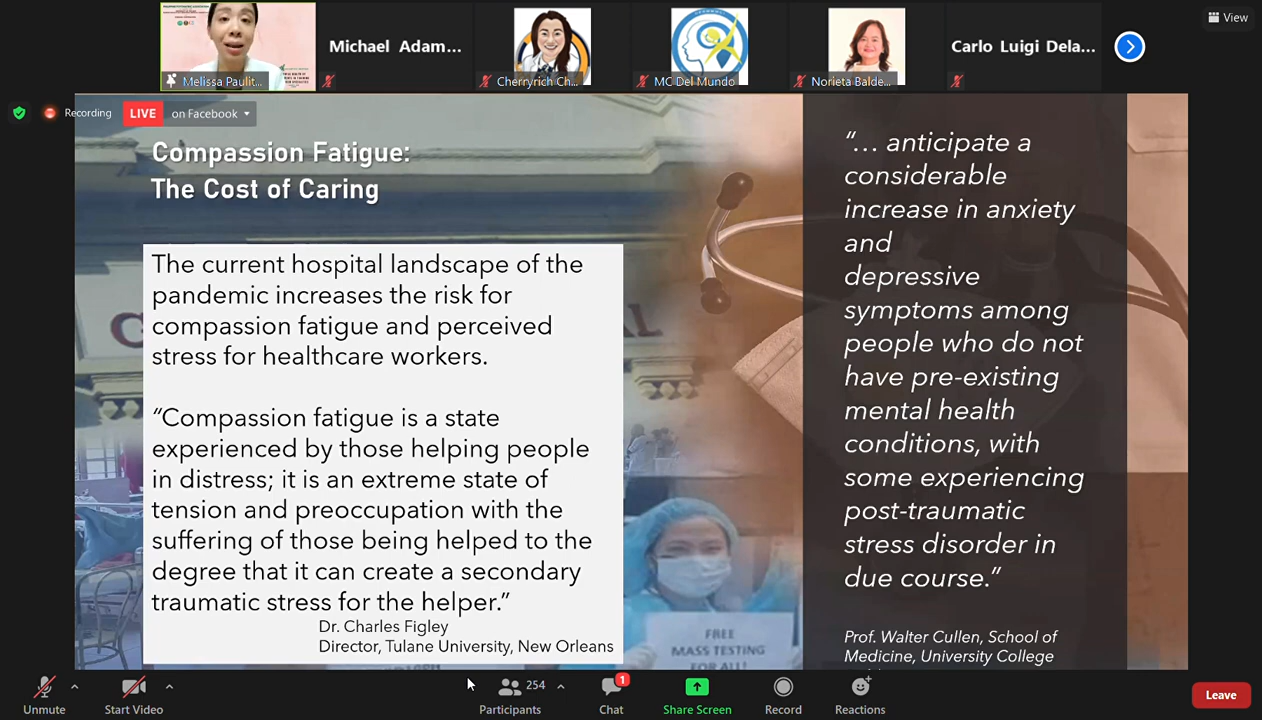 View
Melissa Paulit...
Michael Adam...
Cherryrich Ch...
MC Del Mundo
Norieta Balde...
Carlo Luigi Dela...
Recording
LIVE
on Facebook
Compassion Fatigue:
The Cost of Caring
The current hospital landscape of the
pandemic increases the risk for
compassion fatigue and perceived
stress for healthcare workers.
“Compassion fatigue is a state
experienced by those helping people
in distress; it is an extreme state of
tension and preoccupation with the
suffering of those being helped to the
degree that it can create a secondary
traumatic stress for the helper.”
Dr. Charles Figley
Director, Tulane University, New Orleans
“... anticipate a
considerable
increase in anxiety
and
depressive
symptoms among
people who do not
have pre-existing
mental health
conditions, with
some experiencing
post-traumatic
stress disorder in
due course.”
Prof. Walter Cullen, School of
Medicine, University College
FREE
MASS TESTING
FOR ALL!
Unmute
Start Video
254
Participants
1
Chat
Share Screen
Record
Reactions
Leave